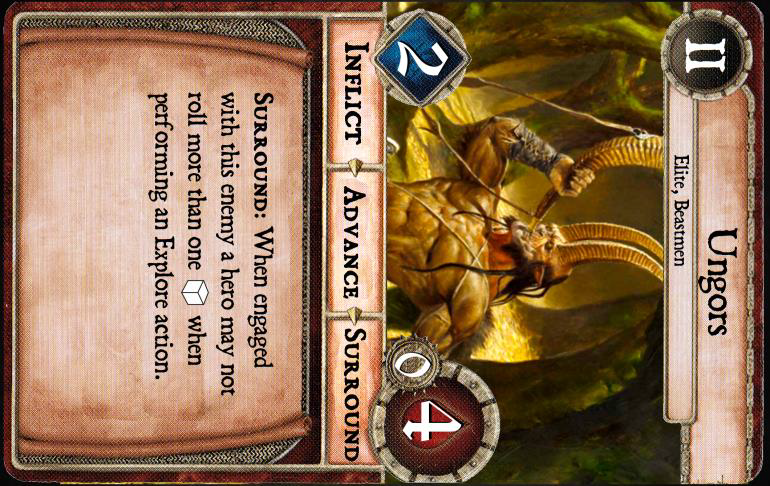 II
Ungors
Elite, Beastmen
2
0
4
INFLICT ADVANCE SURROUND
SURROUND: When engaged
with this enemy a hero may not
roll more than one when
performing an Explore action.